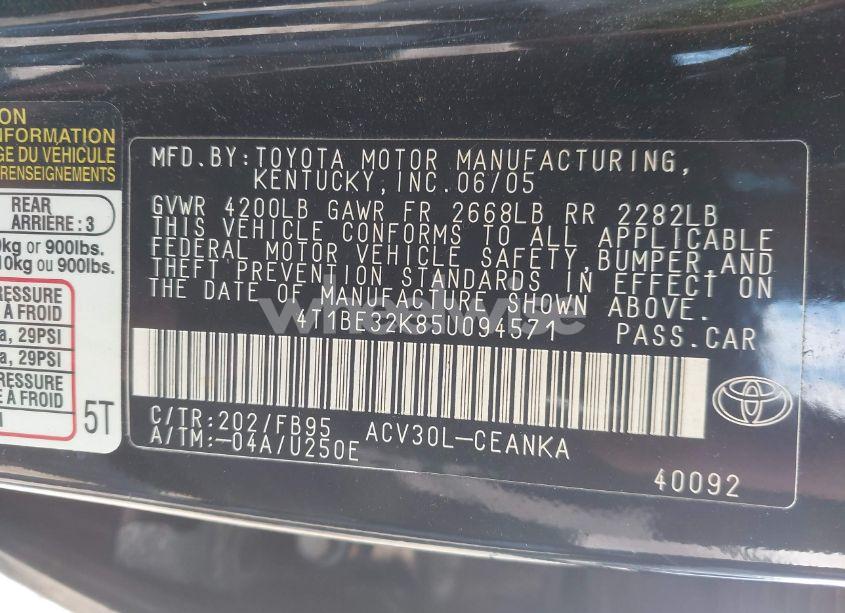 ION
INFORMATION
GE DU VÉHICULE
RENSEIGNEMENTS
REAR
ARRIÈRE : 3
0kg or 900lbs.
10kg ou 900lbs.
RESSURE
À FROID
a, 29PSI
a, 29PSI
RESSURE
À FROID
5T
MFD.BY:TOYOTA MOTOR MANUFACTURING,
KENTUCKY,INC.06/05
GVWR 4200LB GAWR FR 2668LB RR 2282LB
THIS VEHICLE CONFORMS TO ALL APPLICABLE
FEDERAL MOTOR VEHICLE SAFETY,BUMPER,AND
THEFT PREVENTION STANDARDS IN EFFECT ON
THE DATE OF MANUFACTURE SHOWN ABOVE.
4T1BE32K85U094571 PASS.CAR
C/TR:202/FB95 ACV30L-CEANKA
A/TM:-04A/U250E
40092